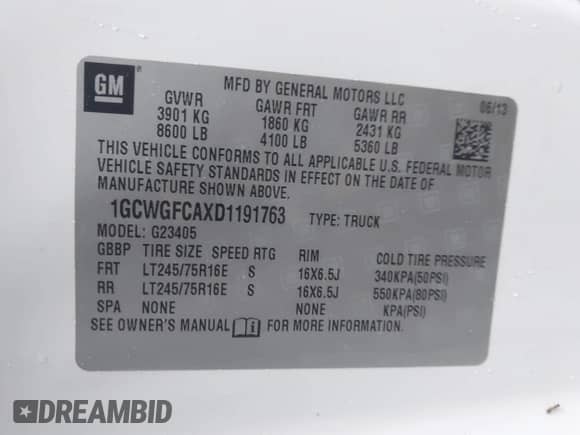 GM ®
MFD BY GENERAL MOTORS LLC
06/13
GVWR GAWR FRT GAWR RR
3901 KG 1860 KG 2431 KG
8600 LB 4100 LB 5360 LB
THIS VEHICLE CONFORMS TO ALL APPLICABLE U.S. FEDERAL MOTOR
VEHICLE SAFETY STANDARDS IN EFFECT ON THE DATE OF
MANUFACTURE SHOWN ABOVE.
1GCWGFCAXD1191763 TYPE: TRUCK
MODEL: G23405
GBBP TIRE SIZE SPEED RTG RIM COLD TIRE PRESSURE
FRT LT245/75R16E S 16X6.5J 340KPA(50PSI)
RR LT245/75R16E S 16X6.5J 550KPA(80PSI)
SPA NONE NONE KPA(PSI)
SEE OWNER'S MANUAL i FOR MORE INFORMATION.
DREAMBID